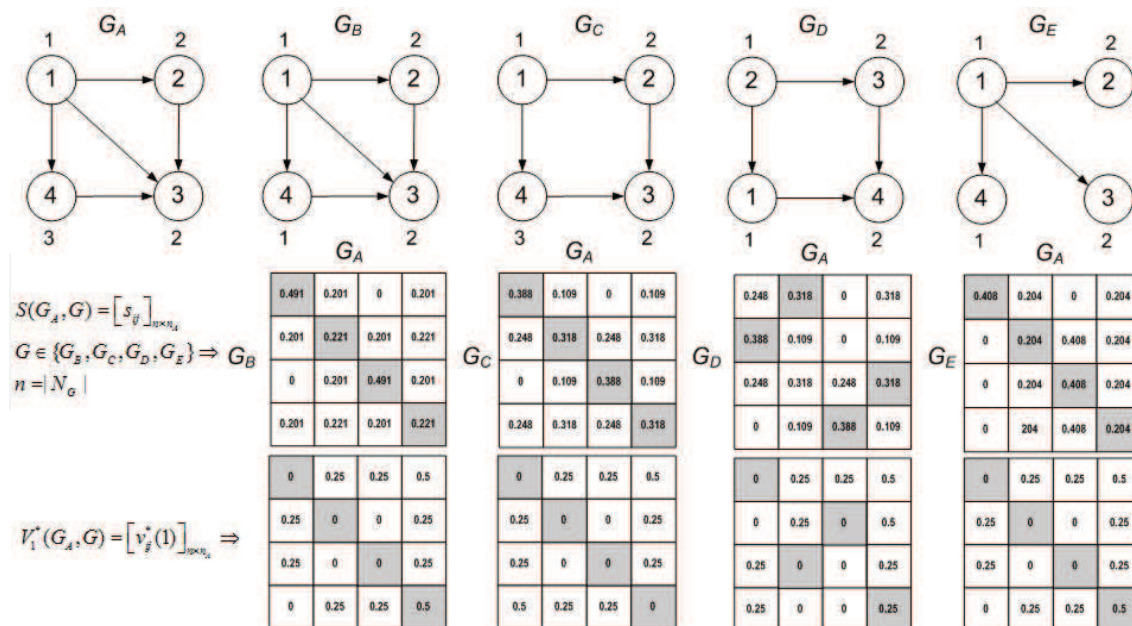 G_A G_B G_C G_D G_E
1 2 1 2 1 2 1 2 1 2
1 2 1 2 1 2 2 3 1 2
4 3 4 3 4 3 1 4 4 3
3 2 1 2 3 2 1 2 1 2
G_A G_A G_A G_A
S(G_A,G)=[s_ij]_n×n_A
G∈{G_B,G_C,G_D,G_E}⇒
n=|N_G|
G_B
0.491 0.201 0 0.201
0.201 0.221 0.201 0.201
0 0.201 0.491 0.201
0.201 0.221 0.201 0.221
G_C
0.388 0.109 0 0.109
0.248 0.318 0.248 0.318
0 0.109 0.388 0.109
0.248 0.318 0.248 0.318
G_D
0.248 0.318 0 0.318
0.388 0.109 0 0.109
0.248 0.318 0.248 0.318
0 0.109 0.388 0.109
G_E
0.408 0.204 0 0.204
0 0.204 0.408 0.204
0 0.204 0.408 0.204
0 204 0.408 0.204
V_1^*(G_A,G)=[v_ij^*(1)]_n×n_A ⇒
0 0.25 0.25 0.5
0.25 0 0 0.25
0.25 0 0 0.25
0 0.25 0.25 0.5
0 0.25 0.25 0.5
0.25 0 0 0.25
0.25 0 0 0.25
0.5 0.25 0.25 0
0 0.25 0.25 0.5
0 0.25 0 0.5
0.25 0 0 0.25
0.25 0 0 0.25
0 0.25 0.25 0.5
0.25 0 0 0.25
0.25 0 0 0.25
0 0.25 0.25 0.5